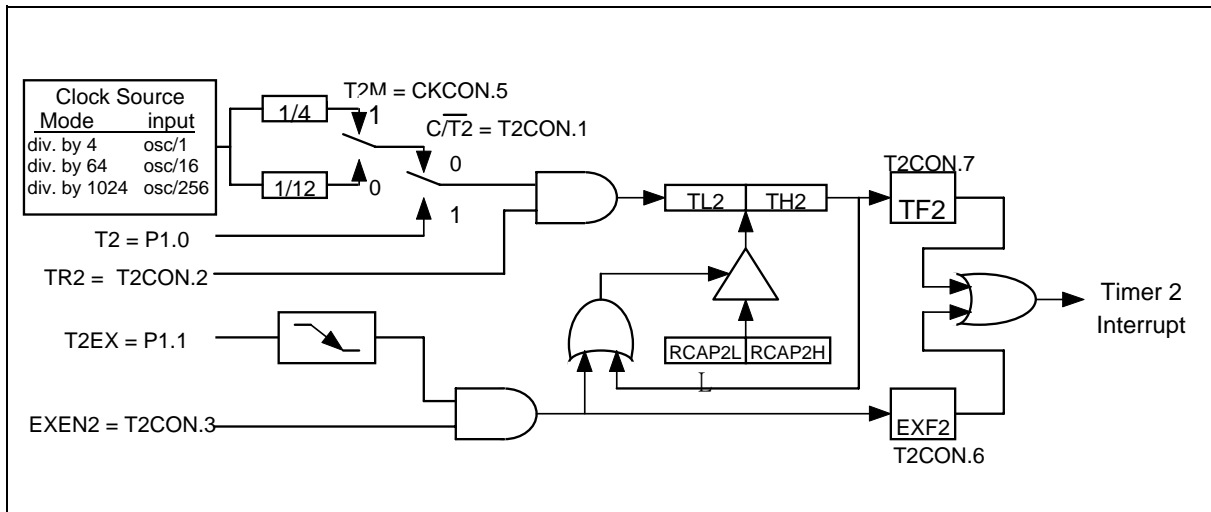 Clock Source
Mode input
div. by 4 osc/1
div. by 64 osc/16
div. by 1024 osc/256
1/4
1/12
T2M = CKCON.5
1
0
C/T2 = T2CON.1
0
1
T2 = P1.0
TR2 = T2CON.2
T2EX = P1.1
EXEN2 = T2CON.3
TL2 TH2
RCAP2L RCAP2H
L
T2CON.7
TF2
EXF2
T2CON.6
Timer 2
Interrupt